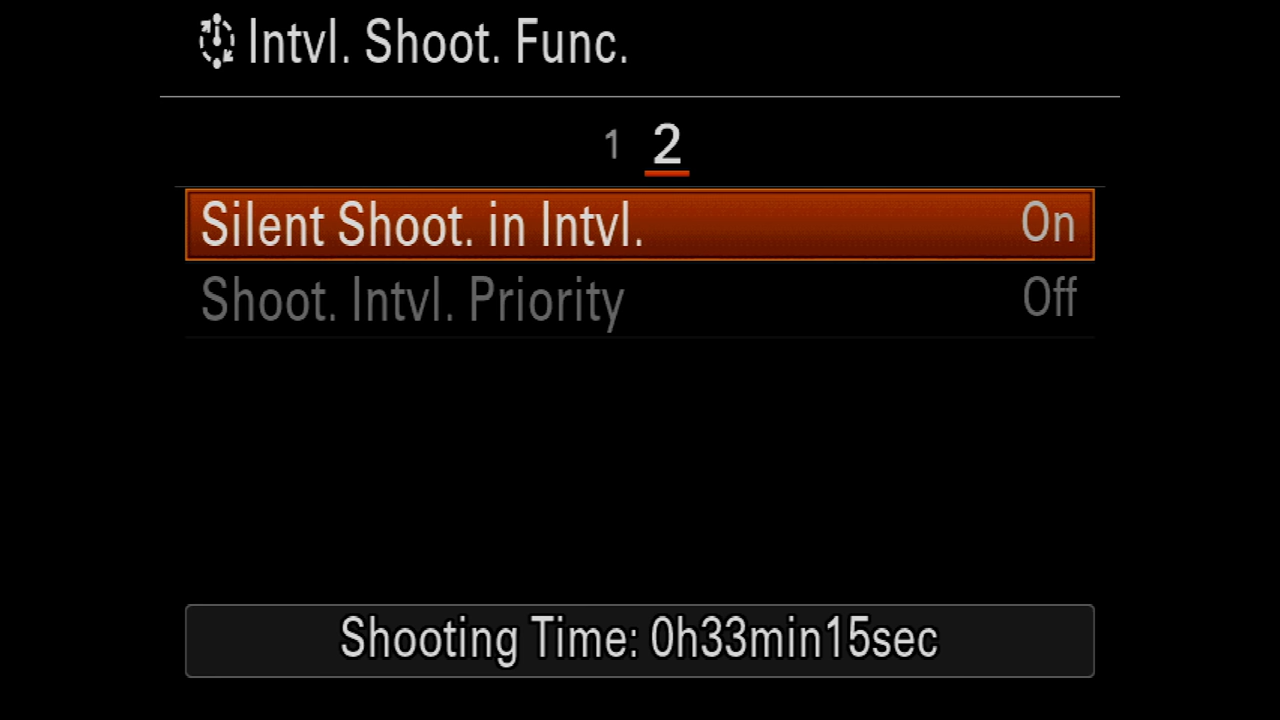 Intvl. Shoot. Func.
1 2
Silent Shoot. in Intvl. On
Shoot. Intvl. Priority Off
Shooting Time: 0h33min15sec